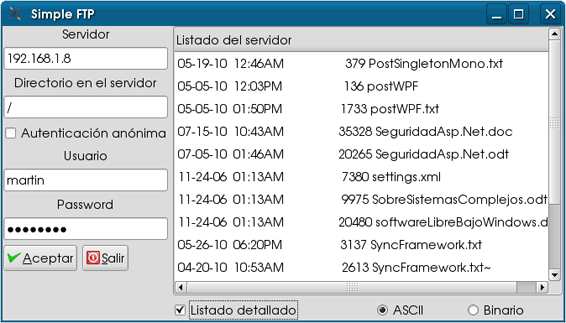 Simple FTP
Servidor
192.168.1.8
Directorio en el servidor
/
Autenticación anónima
Usuario
martin
Password
●●●●●●●●
Aceptar
Salir
Listado del servidor
05-19-10 12:46AM 379 PostSingletonMono.txt
05-05-10 12:03PM 136 postWPF
05-05-10 01:50PM 1733 postWPF.txt
07-15-10 10:43AM 35328 SeguridadAsp.Net.doc
07-05-10 01:46AM 20265 SeguridadAsp.Net.odt
11-24-06 01:13AM 7380 settings.xml
11-24-06 01:13AM 9975 SobreSistemasComplejos.odt
11-24-06 01:13AM 20480 softwareLibreBajoWindows.d
05-26-10 06:20PM 3137 SyncFramework.txt
04-20-10 10:53AM 2613 SyncFramework.txt~
Listado detallado
ASCII
Binario